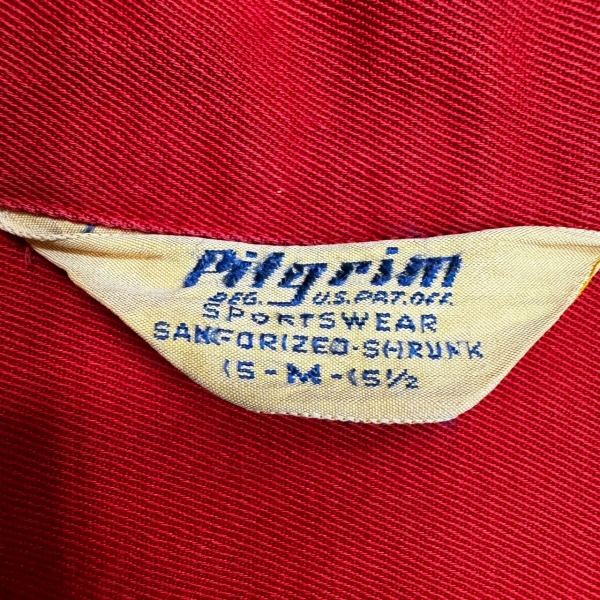 Pilgrim
REG. U.S. PAT. OFF.
SPORTSWEAR
SANFORIZED-SHRUNK
15-M-15½